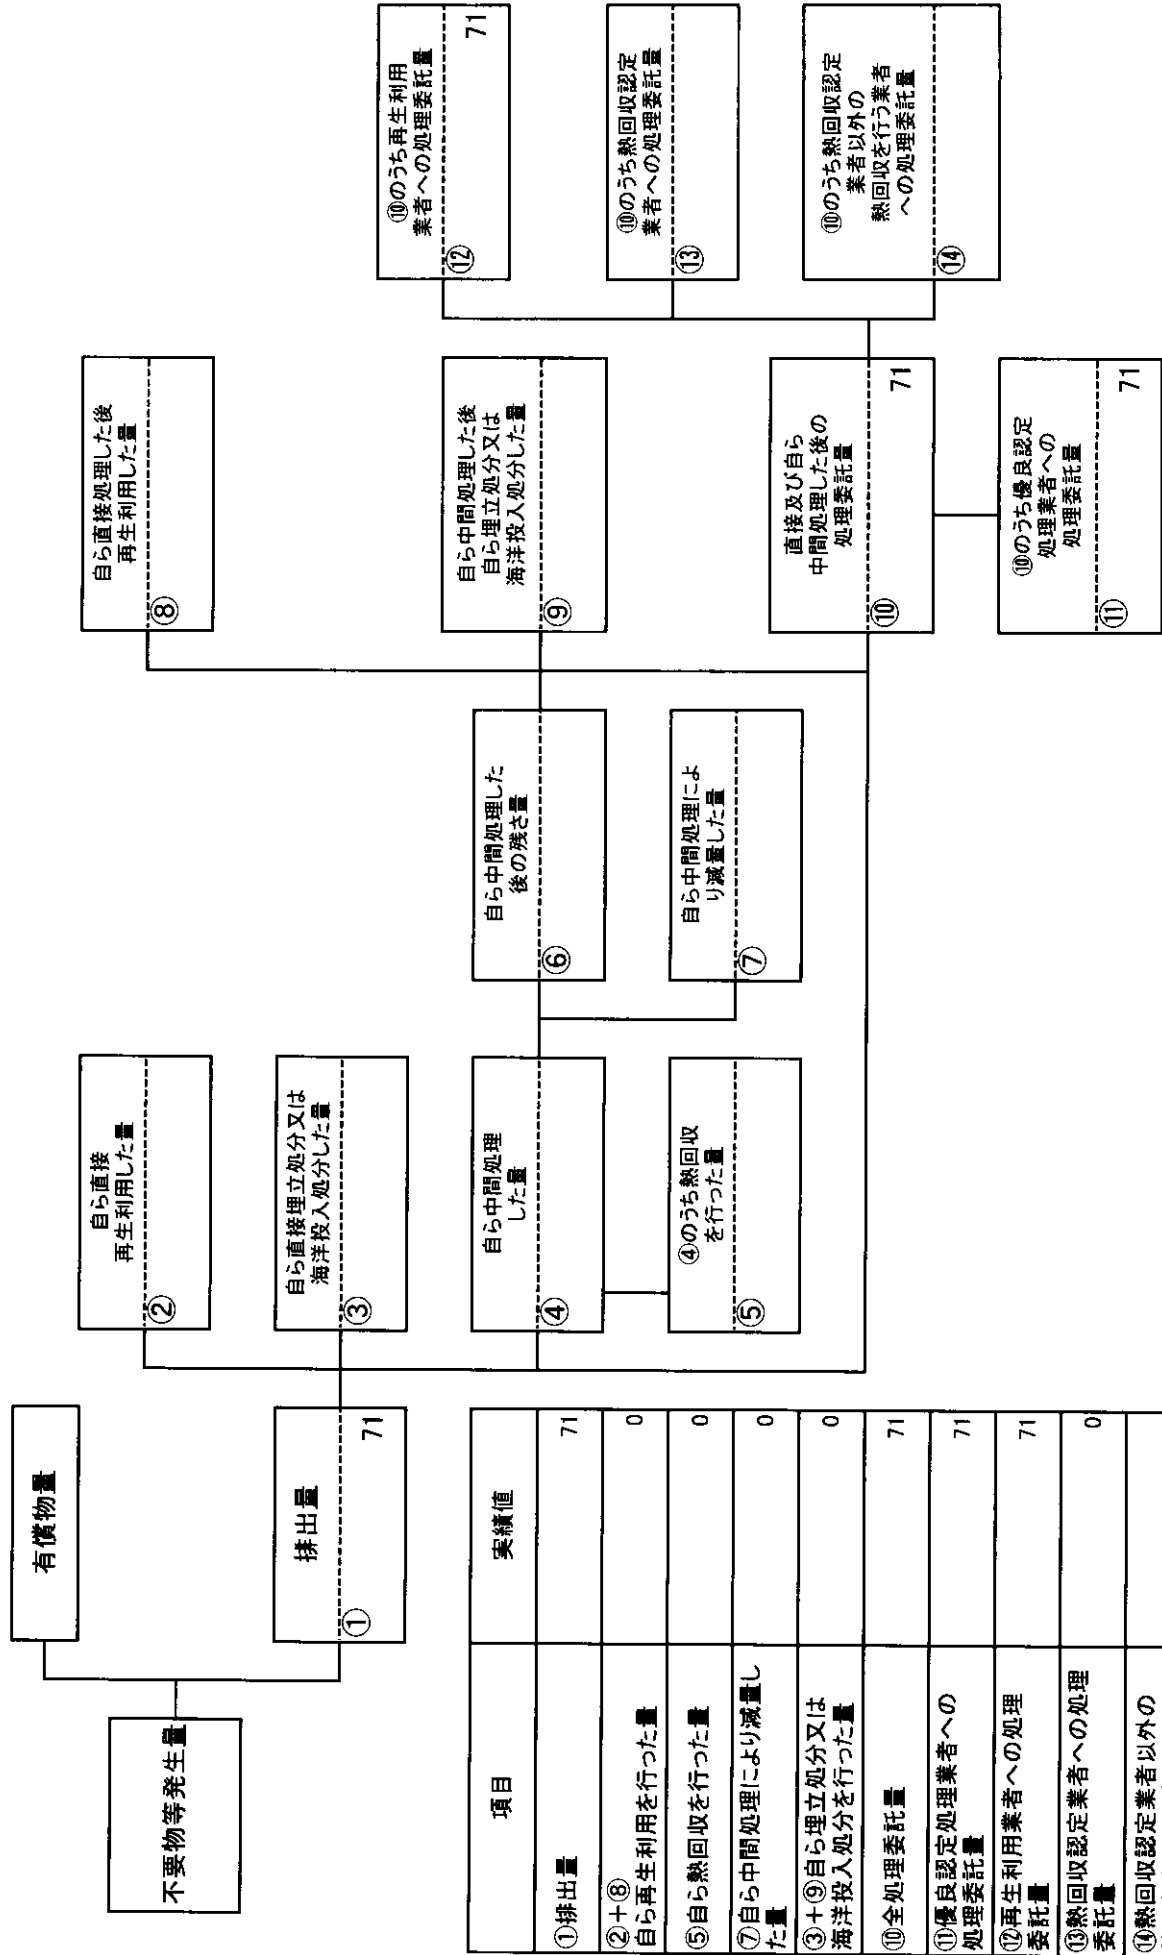 不要物等発生量
有償物量
排出量
①
71
自ら直接
再生利用した量
②
自ら直接埋立処分又は
海洋投入処分した量
③
自ら中間処理
した量
④
④のうち熱回収
を行った量
⑤
自ら中間処理した
後の残さ量
⑥
自ら中間処理によ
り減量した量
⑦
自ら直接処理した後
再生利用した量
⑧
自ら中間処理した後
自ら埋立処分又は
海洋投入処分した量
⑨
直接及び自ら
中間処理した後の
処理委託量
⑩
71
⑩のうち優良認定
処理業者への
処理委託量
⑪
71
⑩のうち再生利用
業者への処理委託量
⑫
71
⑩のうち熱回収認定
業者への処理委託量
⑬
⑩のうち熱回収認定
業者以外の
熱回収を行う業者
への処理委託量
⑭
項目
実績値
①排出量
71
②+⑧
自ら再生利用を行った量
0
⑤自ら熱回収を行った量
0
⑦自ら中間処理により減量し
た量
0
③+⑨自ら埋立処分又は
海洋投入処分を行った量
0
⑩全処理委託量
71
⑪優良認定処理業者への
処理委託量
71
⑫再生利用業者への処理
委託量
71
⑬熱回収認定業者への処理
委託量
0
⑭熱回収認定業者以外の